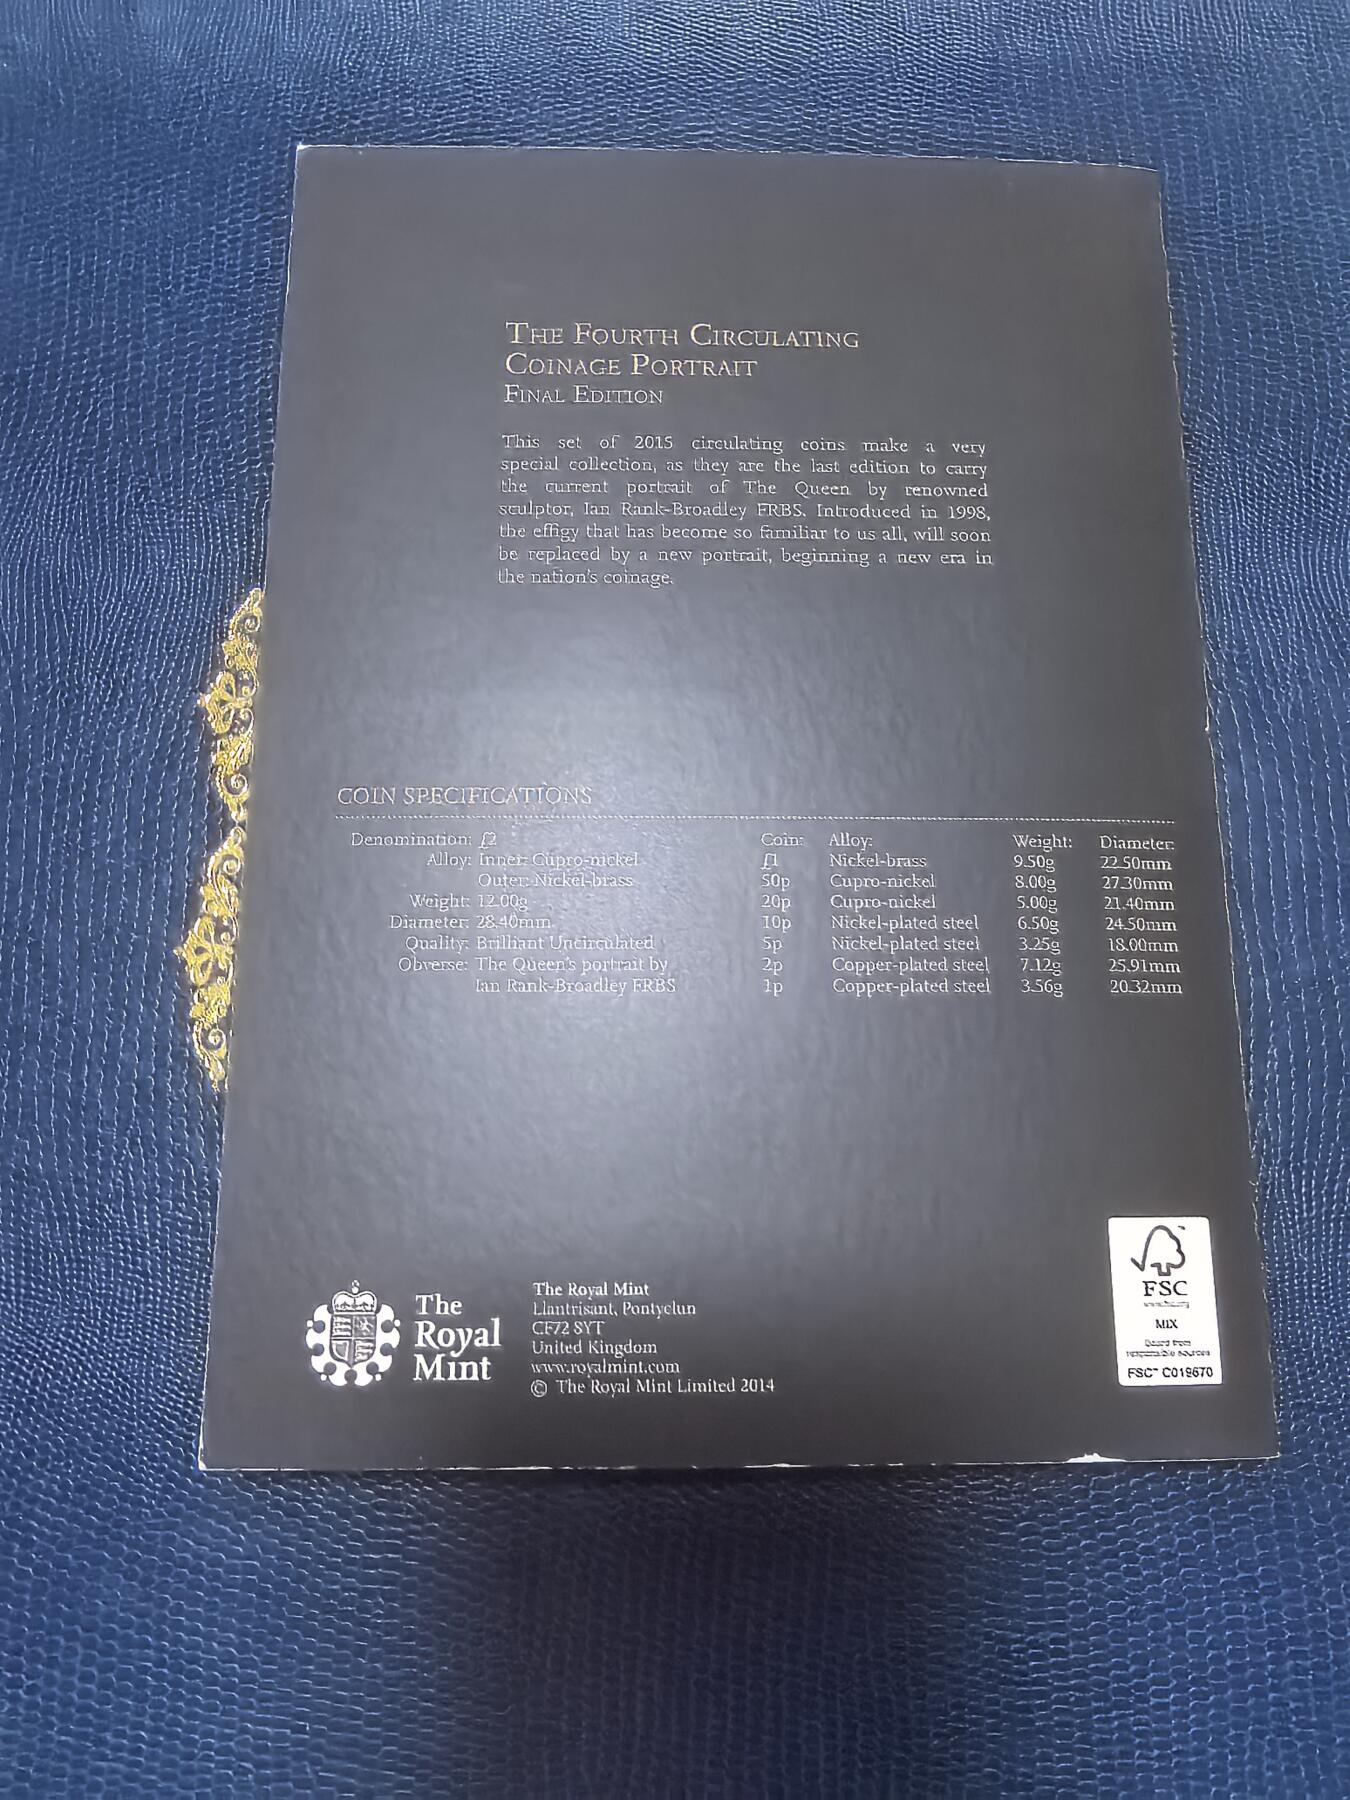 The Fourth Circulating
Coinage Portrait
Final Edition
This set of 2015 circulating coins make a very
special collection, as they are the last edition to carry
the current portrait of The Queen by renowned
sculptor, Ian Rank-Broadley FRBS. Introduced in 1998,
the effigy that has become so familiar to us all, will soon
be replaced by a new portrait, beginning a new era in
the nation's coinage.
COIN SPECIFICATIONS
Denomination: £2
Alloy: Inner: Cupro-nickel
Outer: Nickel-brass
Weight: 12.00g
Diameter: 28.40mm
Quality: Brilliant Uncirculated
Obverse: The Queen's portrait by
Ian Rank-Broadley FRBS
Coin: Alloy: Weight: Diameter:
£1 Nickel-brass 9.50g 22.50mm
50p Cupro-nickel 8.00g 27.30mm
20p Cupro-nickel 5.00g 21.40mm
10p Nickel-plated steel 6.50g 24.50mm
5p Nickel-plated steel 3.25g 18.00mm
2p Copper-plated steel 7.12g 25.91mm
1p Copper-plated steel 3.56g 20.32mm
The
Royal
Mint
The Royal Mint
Llantrisant, Pontyclun
CF72 8YT
United Kingdom
www.royalmint.com
© The Royal Mint Limited 2014
FSC
MIX
Board from
responsible sources
FSC™ C019670